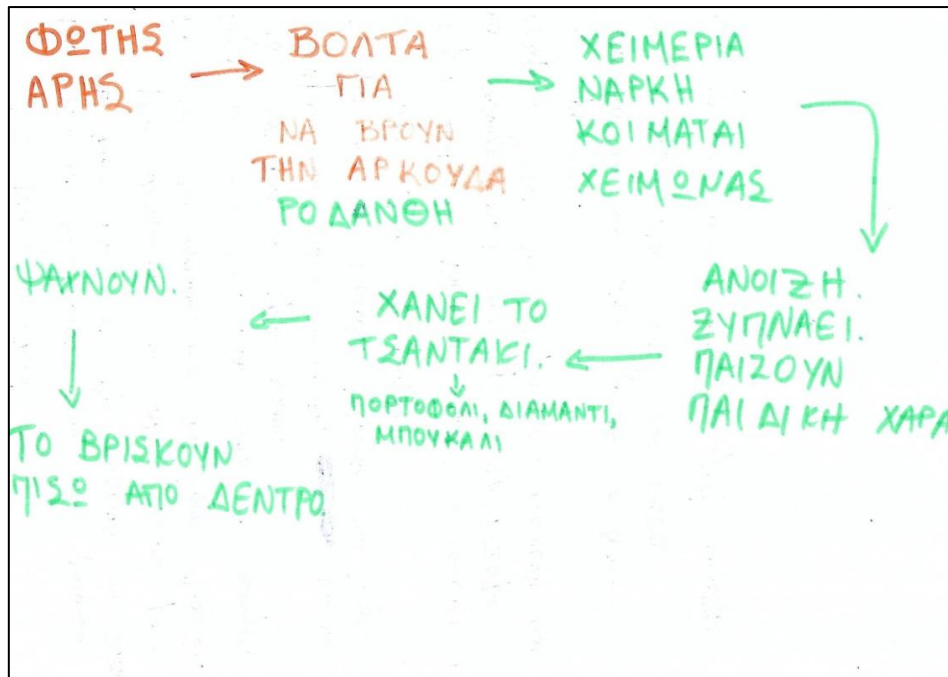 ΦΩΤΗΣ
ΑΡΗΣ
ΒΟΛΤΑ
ΓΙΑ
ΝΑ ΒΡΟΥΝ
ΤΗΝ ΑΡΚΟΥΔΑ
ΡΟΔΑΝΘΗ
ΧΕΙΜΕΡΙΑ
ΝΑΡΚΗ
ΚΟΙΜΑΤΑΙ
ΧΕΙΜΩΝΑΣ
ΑΝΟΙΞΗ.
ΞΥΠΝΑΕΙ.
ΠΑΙΖΟΥΝ
ΠΑΙΔΙΚΗ ΧΑΡΑ
ΧΑΝΕΙ ΤΟ
ΤΣΑΝΤΑΚΙ.
ΠΟΡΤΟΦΟΛΙ, ΔΙΑΜΑΝΤΙ,
ΜΠΟΥΚΑΛΙ
ΨΑΧΝΟΥΝ.
ΤΟ ΒΡΙΣΚΟΥΝ
ΠΙΣΩ ΑΠΟ ΔΕΝΤΡΟ.